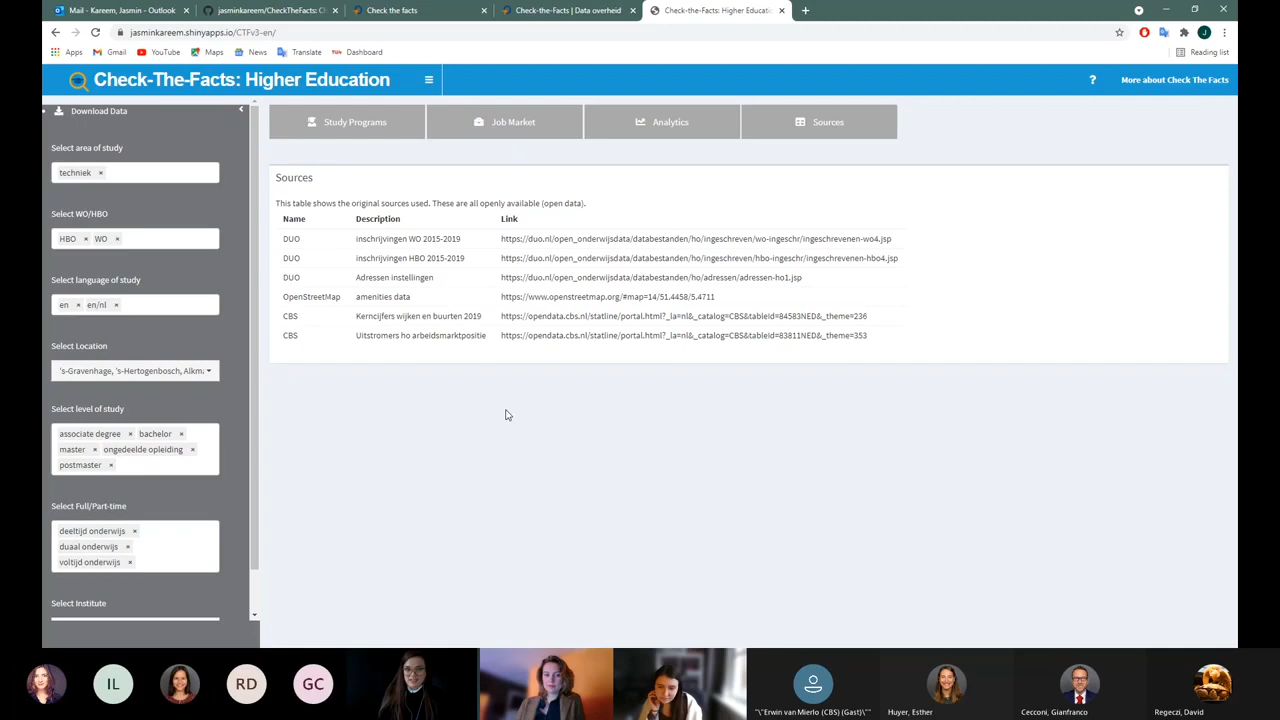 Mail - Kareem, Jasmin - Outlook
jasminkareem/CheckTheFacts: C
Check the facts
Check-the-Facts | Data overheid
Check-the-Facts: Higher Educati
jasminkareem.shinyapps.io/CTFv3-en/
Apps
Gmail
YouTube
Maps
News
Translate
Dashboard
Reading list
Check-The-Facts: Higher Education
? More about Check The Facts
Download Data
Study Programs
Job Market
Analytics
Sources
Select area of study
techniek ×
Select WO/HBO
HBO × WO ×
Select language of study
en × en/nl ×
Select Location
's-Gravenhage, 's-Hertogenbosch, Alkma
Select level of study
associate degree × bachelor ×
master × ongedeelde opleiding ×
postmaster ×
Select Full/Part-time
deeltijd onderwijs ×
duaal onderwijs ×
voltijd onderwijs ×
Select Institute
Sources
This table shows the original sources used. These are all openly available (open data).
Name Description Link
DUO inschrijvingen WO 2015-2019 https://duo.nl/open_onderwijsdata/databestanden/ho/ingeschreven/wo-ingeschr/ingeschrevenen-wo4.jsp
DUO inschrijvingen HBO 2015-2019 https://duo.nl/open_onderwijsdata/databestanden/ho/ingeschreven/hbo-ingeschr/ingeschrevenen-hbo4.jsp
DUO Adressen instellingen https://duo.nl/open_onderwijsdata/databestanden/ho/adressen/adressen-ho1.jsp
OpenStreetMap amenities data https://www.openstreetmap.org/#map=14/51.4458/5.4711
CBS Kerncijfers wijken en buurten 2019 https://opendata.cbs.nl/statline/portal.html?_la=nl&_catalog=CBS&tableId=84583NED&_theme=236
CBS Uitstromers ho arbeidsmarktpositie https://opendata.cbs.nl/statline/portal.html?_la=nl&_catalog=CBS&tableId=83811NED&_theme=353
IL
RD
GC
"\"Erwin van Mierlo (CBS) (Gast)\""
Huyer, Esther
Cecconi, Gianfranco
Regeczi, David